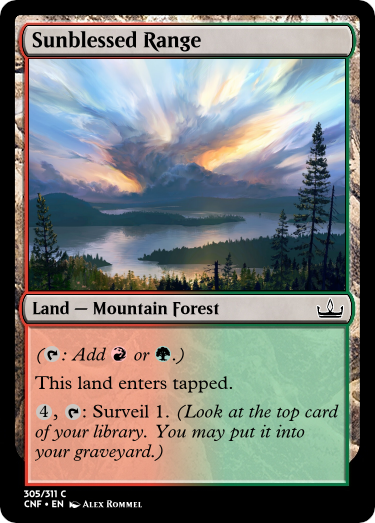 Sunblessed Range
Land — Mountain Forest
(: Add or .)
This land enters tapped.
4, : Surveil 1. (Look at the top card
of your library. You may put it into
your graveyard.)
305/311 C
CNF • EN Alex Rommel